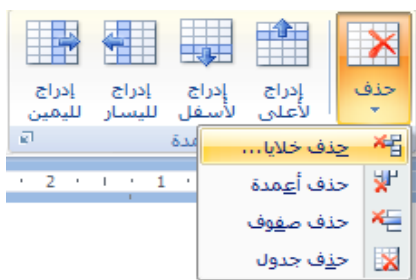 حذف
إدراج لأعلى
إدراج لأسفل
إدراج لليسار
إدراج لليمين
حذف خلايا...
حذف أعمدة
حذف صفوف
حذف جدول
2 1